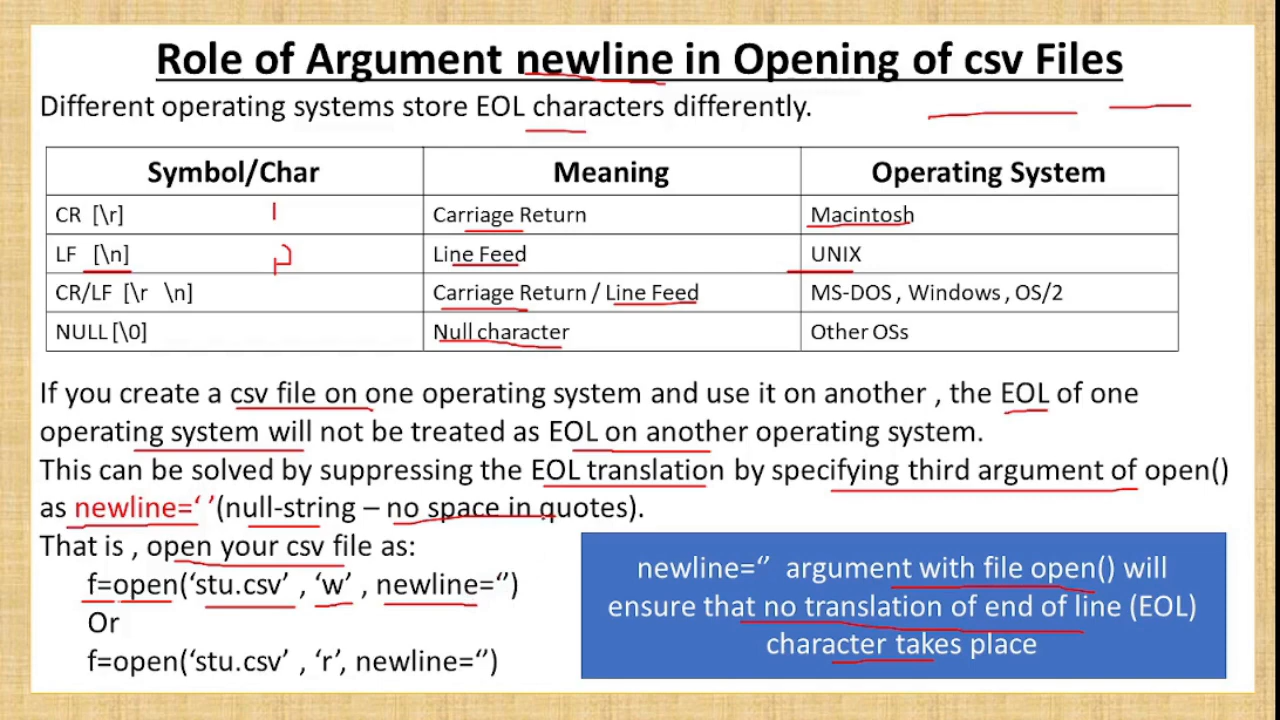 Role of Argument newline in Opening of csv Files
Different operating systems store EOL characters differently.
Symbol/Char Meaning Operating System
CR [\r] Carriage Return Macintosh
LF [\n] Line Feed UNIX
CR/LF [\r \n] Carriage Return / Line Feed MS-DOS , Windows , OS/2
NULL [\0] Null character Other OSs
If you create a csv file on one operating system and use it on another , the EOL of one
operating system will not be treated as EOL on another operating system.
This can be solved by suppressing the EOL translation by specifying third argument of open()
as newline=‘ ’(null-string – no space in quotes).
That is , open your csv file as:
f=open(‘stu.csv’ , ‘w’ , newline=‘’)
Or
f=open(‘stu.csv’ , ‘r’, newline=‘’)
newline=‘’ argument with file open() will
ensure that no translation of end of line (EOL)
character takes place